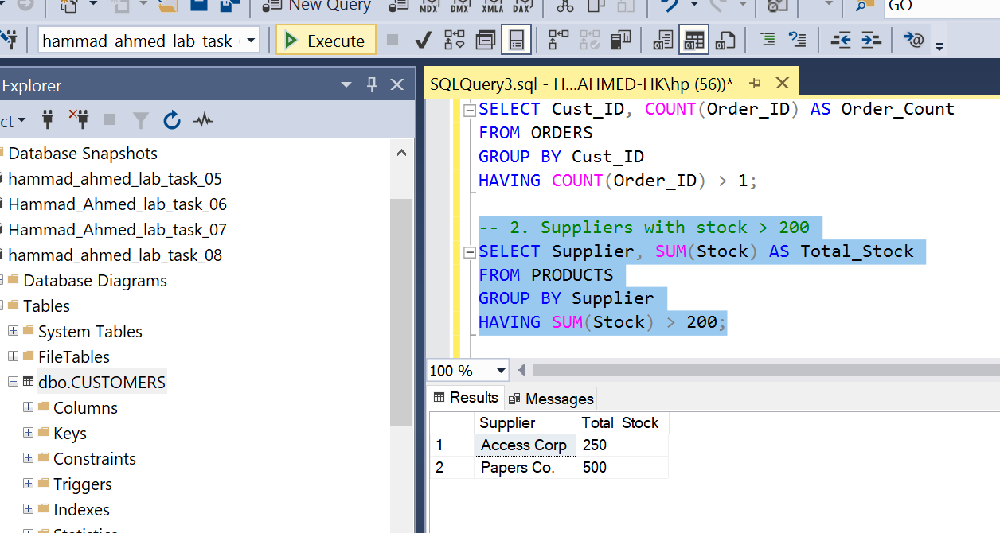 New Query
MDX DMX XMLA DAX
GO
hammad_ahmed_lab_task_
Execute
Explorer
ct
Database Snapshots
hammad_ahmed_lab_task_05
Hammad_Ahmed_lab_task_06
Hammad_Ahmed_lab_task_07
hammad_ahmed_lab_task_08
Database Diagrams
Tables
System Tables
FileTables
dbo.CUSTOMERS
Columns
Keys
Constraints
Triggers
Indexes
Statistics
SQLQuery3.sql - H...AHMED-HK\hp (56))*
SELECT Cust_ID, COUNT(Order_ID) AS Order_Count
FROM ORDERS
GROUP BY Cust_ID
HAVING COUNT(Order_ID) > 1;
-- 2. Suppliers with stock > 200
SELECT Supplier, SUM(Stock) AS Total_Stock
FROM PRODUCTS
GROUP BY Supplier
HAVING SUM(Stock) > 200;
100 %
Results Messages
Supplier Total_Stock
1 Access Corp 250
2 Papers Co. 500